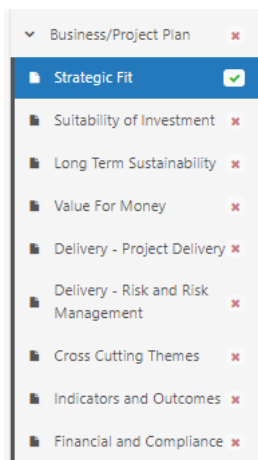 Business/Project Plan
Strategic Fit
Suitability of Investment
Long Term Sustainability
Value For Money
Delivery - Project Delivery
Delivery - Risk and Risk
Management
Cross Cutting Themes
Indicators and Outcomes
Financial and Compliance